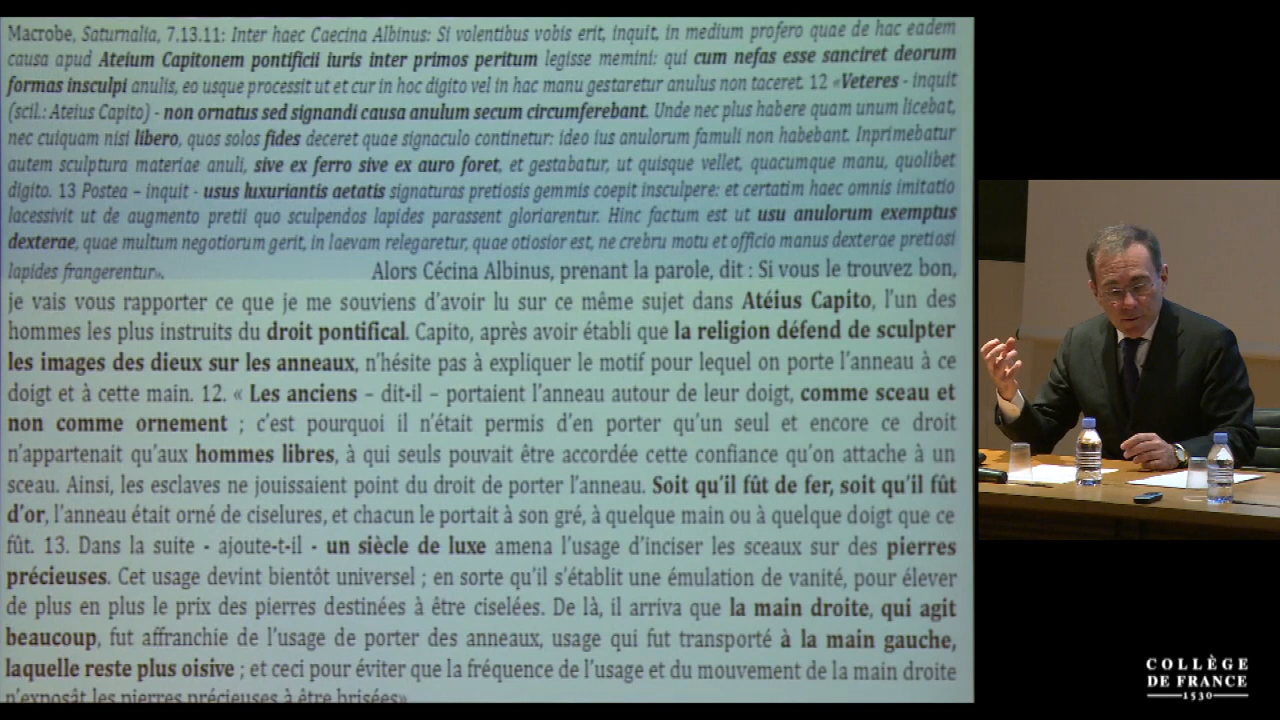 Macrobe, Saturnalia, 7.13.11: Inter haec Caecina Albinus: Si volentibus vobis erit, inquit, in medium profero quae de hac eadem
causa apud Ateium Capitonem pontificii iuris inter primos peritum legisse memini: qui cum nefas esse sanciret deorum
formas insculpi anulis, eo usque processit ut et cur in hoc digito vel in hac manu gestaretur anulus non taceret. 12 «Veteres - inquit
(scil.: Ateius Capito) - non ornatus sed signandi causa anulum secum circumferebant. Unde nec plus habere quam unum licebat,
nec cuiquam nisi libero, quos solos fides deceret quae signaculo continetur: ideo ius anulorum famuli non habebant. Inprimebatur
autem sculptura materiae anuli, sive ex ferro sive ex auro foret, et gestabatur, ut quisque vellet, quacumque manu, quolibet
digito. 13 Postea – inquit - usus luxuriantis aetatis signaturas pretiosis gemmis coepit insculpere: et certatim haec omnis imitatio
lacessivit ut de augmento pretii quo sculpendos lapides parassent gloriarentur. Hinc factum est ut usu anulorum exemptus
dexterae, quae multum negotiorum gerit, in laevam relegaretur, quae otiosior est, ne crebru motu et officio manus dexterae pretiosi
lapides frangerentur». Alors Cécina Albinus, prenant la parole, dit : Si vous le trouvez bon,
je vais vous rapporter ce que je me souviens d'avoir lu sur ce même sujet dans Atéius Capito, l'un des
hommes les plus instruits du droit pontifical. Capito, après avoir établi que la religion défend de sculpter
les images des dieux sur les anneaux, n'hésite pas à expliquer le motif pour lequel on porte l'anneau à ce
doigt et à cette main. 12. « Les anciens – dit-il – portaient l'anneau autour de leur doigt, comme sceau et
non comme ornement ; c'est pourquoi il n'était permis d'en porter qu'un seul et encore ce droit
n'appartenait qu'aux hommes libres, à qui seuls pouvait être accordée cette confiance qu'on attache à un
sceau. Ainsi, les esclaves ne jouissaient point du droit de porter l'anneau. Soit qu'il fût de fer, soit qu'il fût
d'or, l'anneau était orné de ciselures, et chacun le portait à son gré, à quelque main ou à quelque doigt que ce
fût. 13. Dans la suite - ajoute-t-il - un siècle de luxe amena l'usage d'inciser les sceaux sur des pierres
précieuses. Cet usage devint bientôt universel ; en sorte qu'il s'établit une émulation de vanité, pour élever
de plus en plus le prix des pierres destinées à être ciselées. De là, il arriva que la main droite, qui agit
beaucoup, fut affranchie de l'usage de porter des anneaux, usage qui fut transporté à la main gauche,
laquelle reste plus oisive ; et ceci pour éviter que la fréquence de l'usage et du mouvement de la main droite
n'exposât les pierres précieuses à être brisées»
COLLÈGE
DE FRANCE
1530